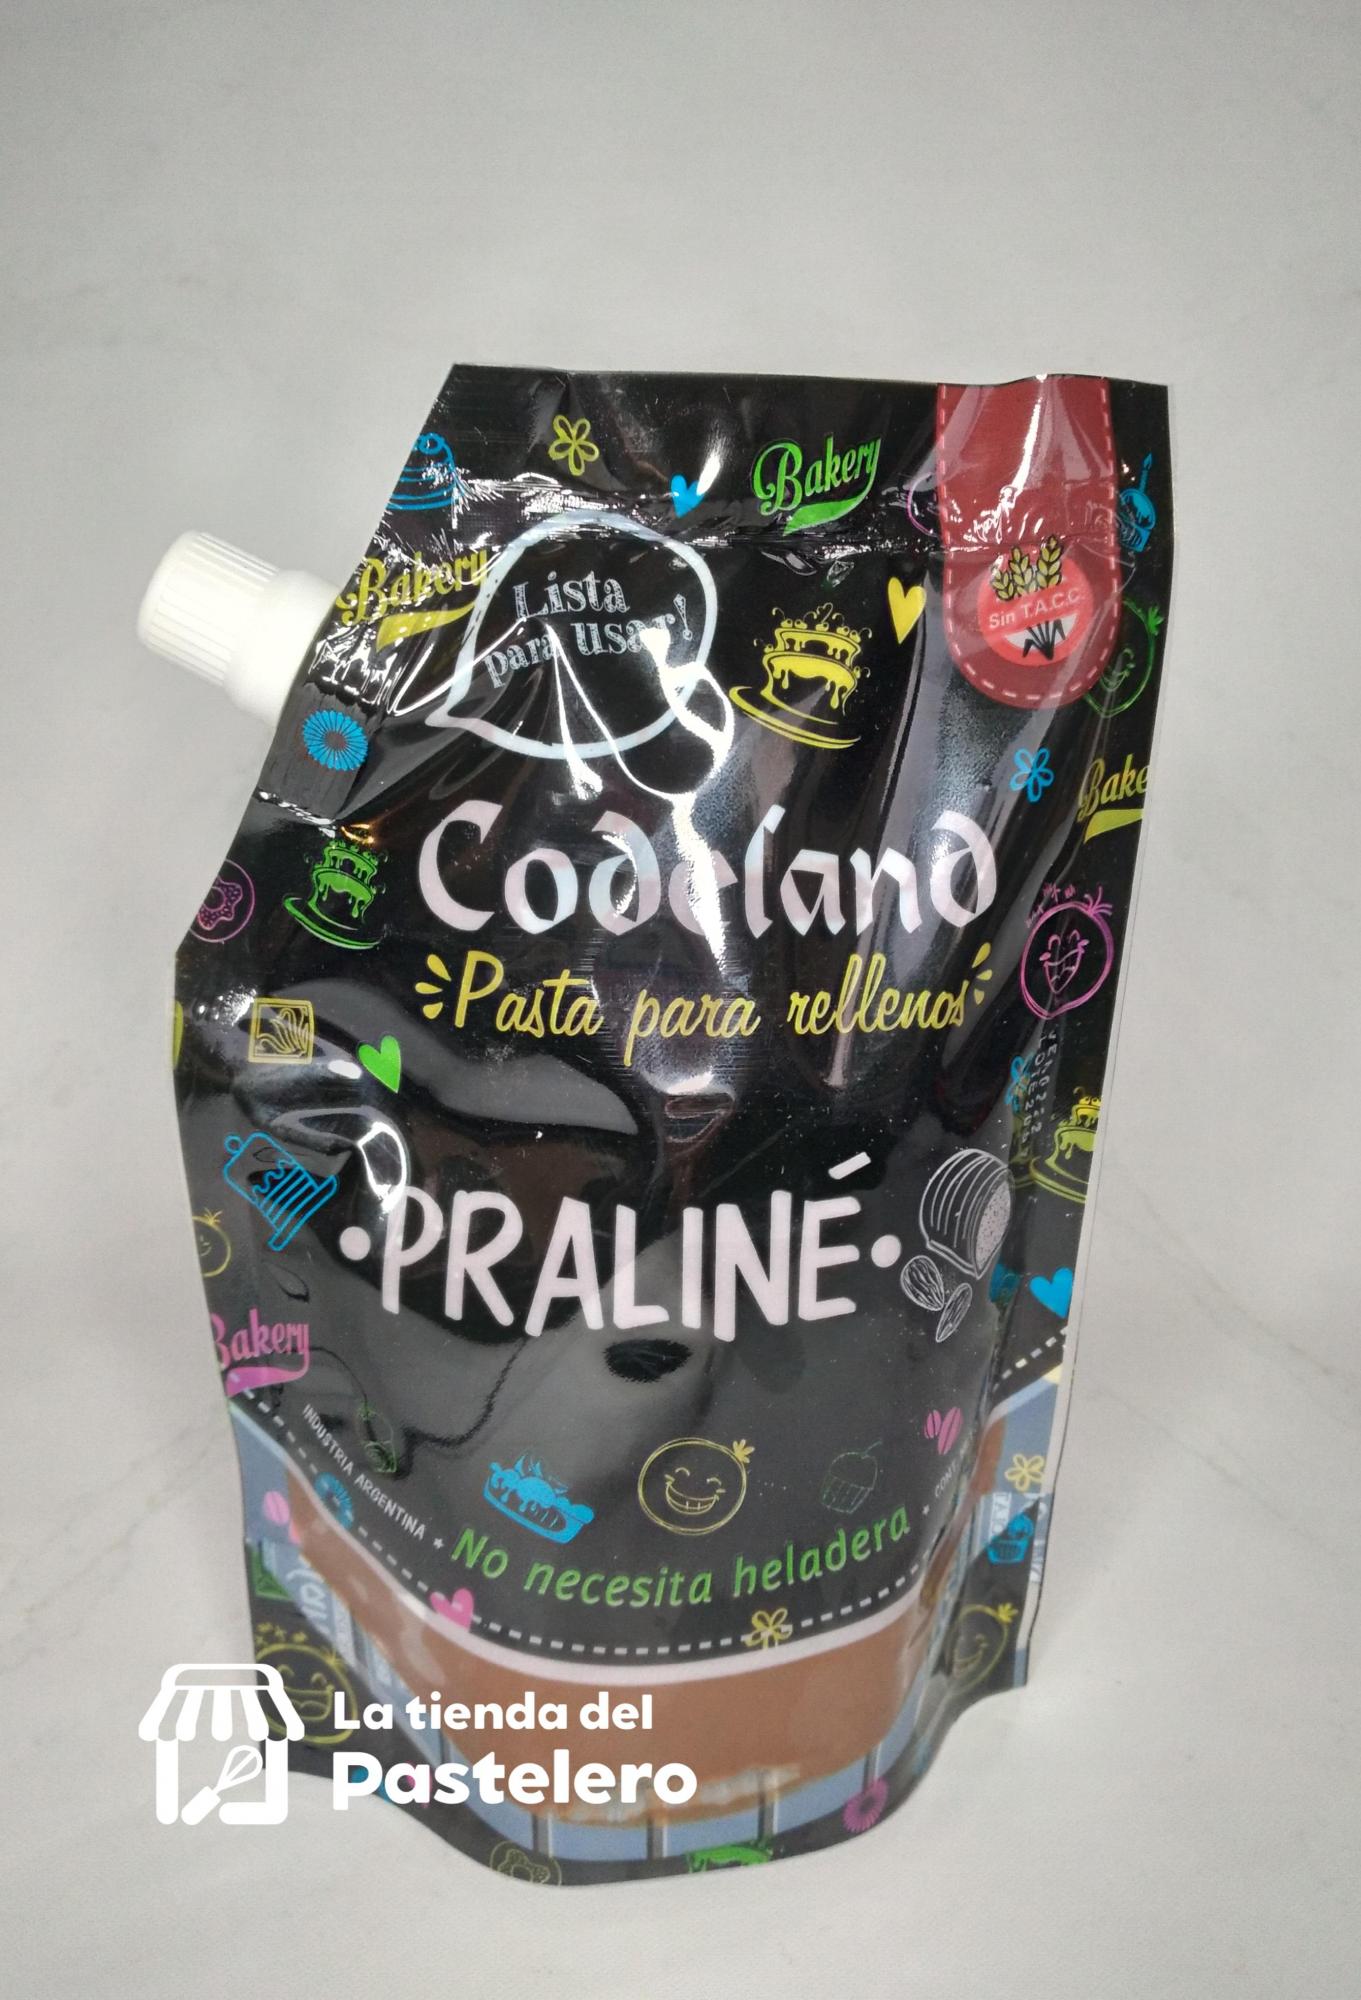 Bakery
Bakery
Lista
para usar!
Sin T.A.C.C.
Bake
Codeland
Pasta para rellenos
PRALINÉ
Bakery
INDUSTRIA ARGENTINA
No necesita heladera
La tienda del
Pastelero